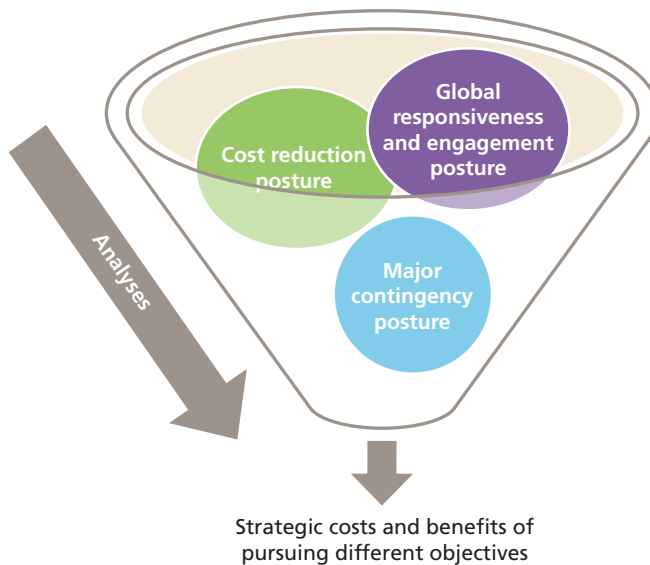 Global
responsiveness
and engagement
posture
Cost reduction
posture
Analyses
Major
contingency
posture
Strategic costs and benefits of
pursuing different objectives